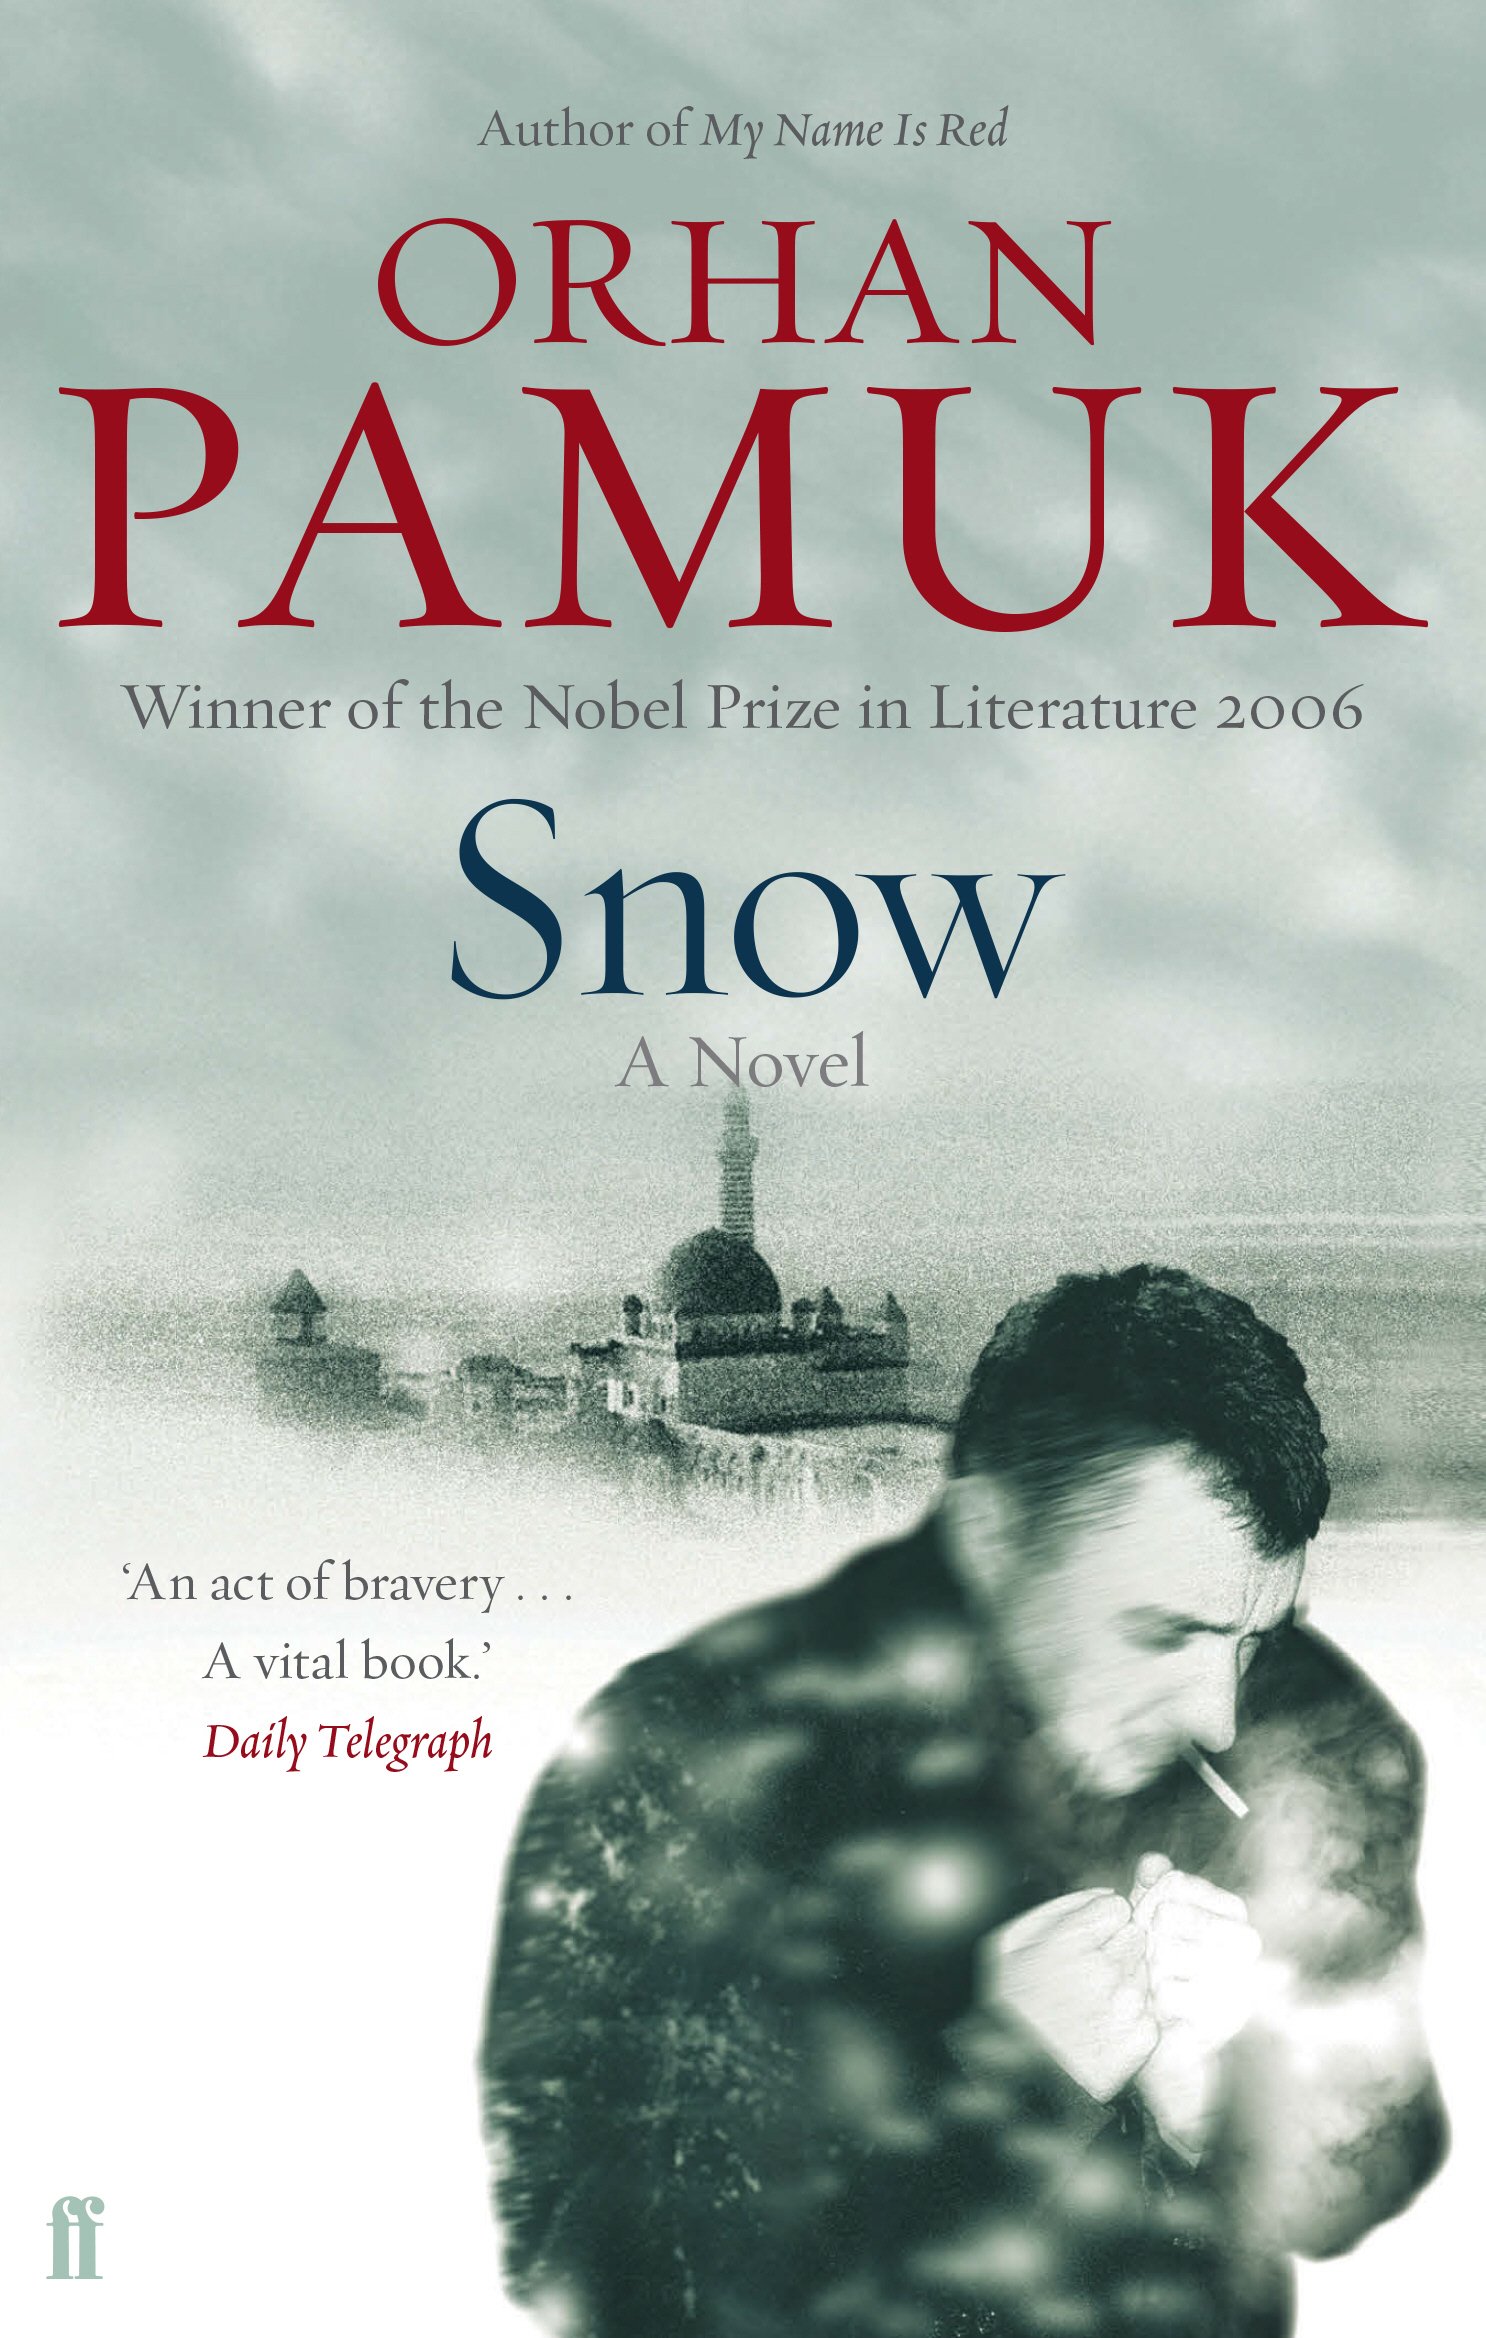 Author of My Name Is Red
ORHAN
PAMUK
Winner of the Nobel Prize in Literature 2006
Snow
A Novel
‘An act of bravery . . .
A vital book.’
Daily Telegraph
ff